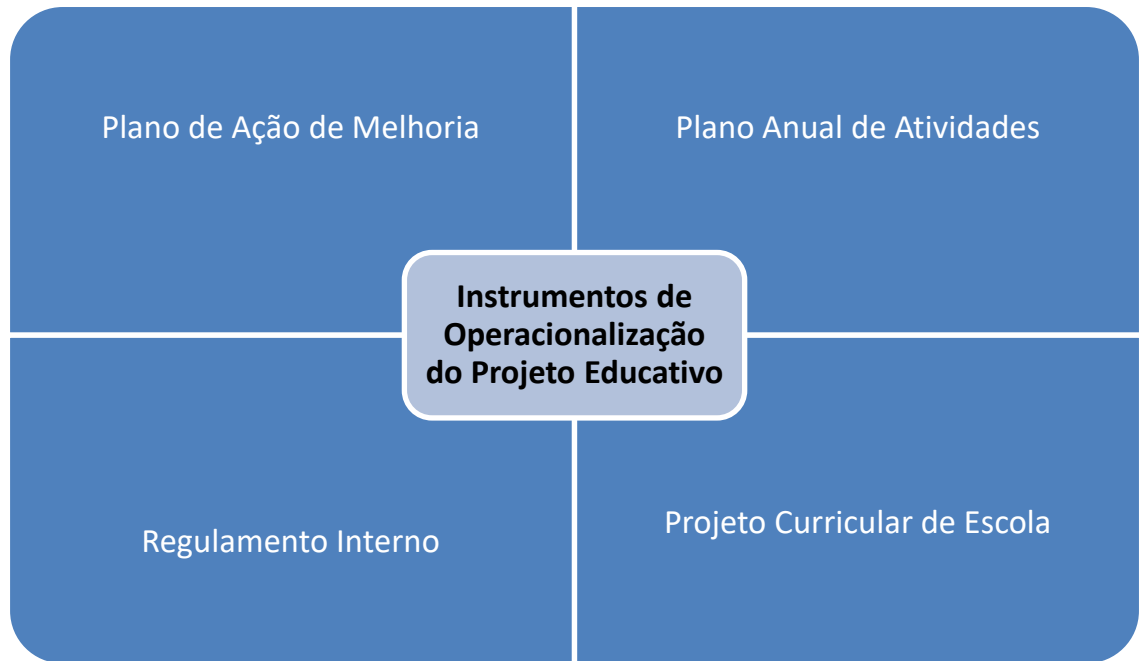 Plano de Ação de Melhoria
Plano Anual de Atividades
Instrumentos de
Operacionalização
do Projeto Educativo
Regulamento Interno
Projeto Curricular de Escola